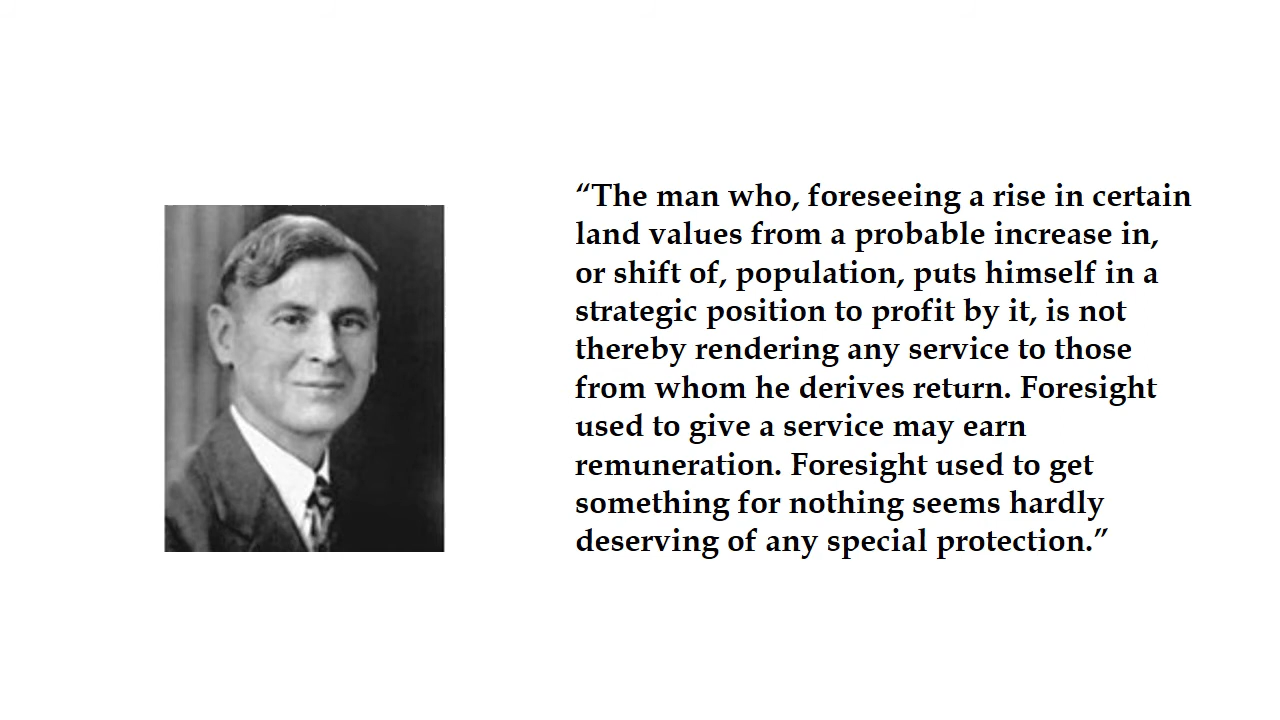 “The man who, foreseeing a rise in certain
land values from a probable increase in,
or shift of, population, puts himself in a
strategic position to profit by it, is not
thereby rendering any service to those
from whom he derives return. Foresight
used to give a service may earn
remuneration. Foresight used to get
something for nothing seems hardly
deserving of any special protection.”